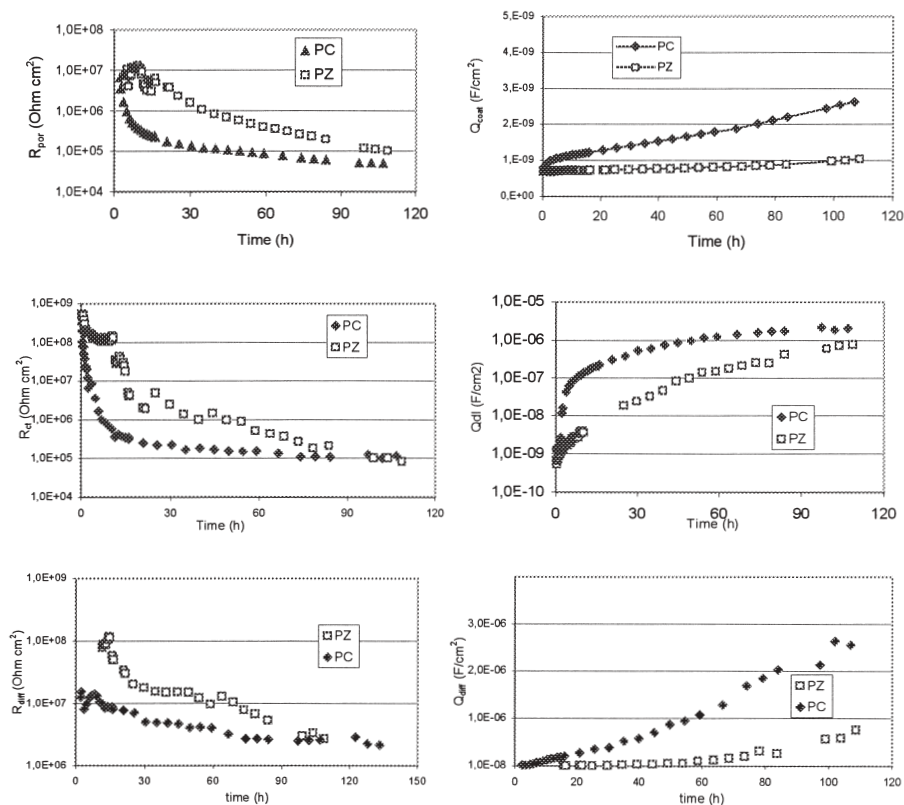 R_por (Ohm cm²)
1,0E+08
1,0E+07
1,0E+06
1,0E+05
1,0E+04
0 30 60 90 120
Time (h)
PC
PZ
Q_coat (F/cm²)
5,E-09
4,E-09
3,E-09
2,E-09
1,E-09
0,E+00
0 20 40 60 80 100 120
Time (h)
PC
PZ
R_ct (Ohm cm²)
1,0E+09
1,0E+08
1,0E+07
1,0E+06
1,0E+05
1,0E+04
0 30 60 90 120
Time (h)
PC
PZ
Qdl (F/cm2)
1,0E-05
1,0E-06
1,0E-07
1,0E-08
1,0E-09
1,0E-10
0 30 60 90 120
Time (h)
PC
PZ
R_diff (Ohm cm²)
1,0E+09
1,0E+08
1,0E+07
1,0E+06
0 30 60 90 120 150
time (h)
PZ
PC
Q_diff (F/cm²)
3,0E-06
2,0E-06
1,0E-06
1,0E-08
0 20 40 60 80 100 120
time (h)
PZ
PC